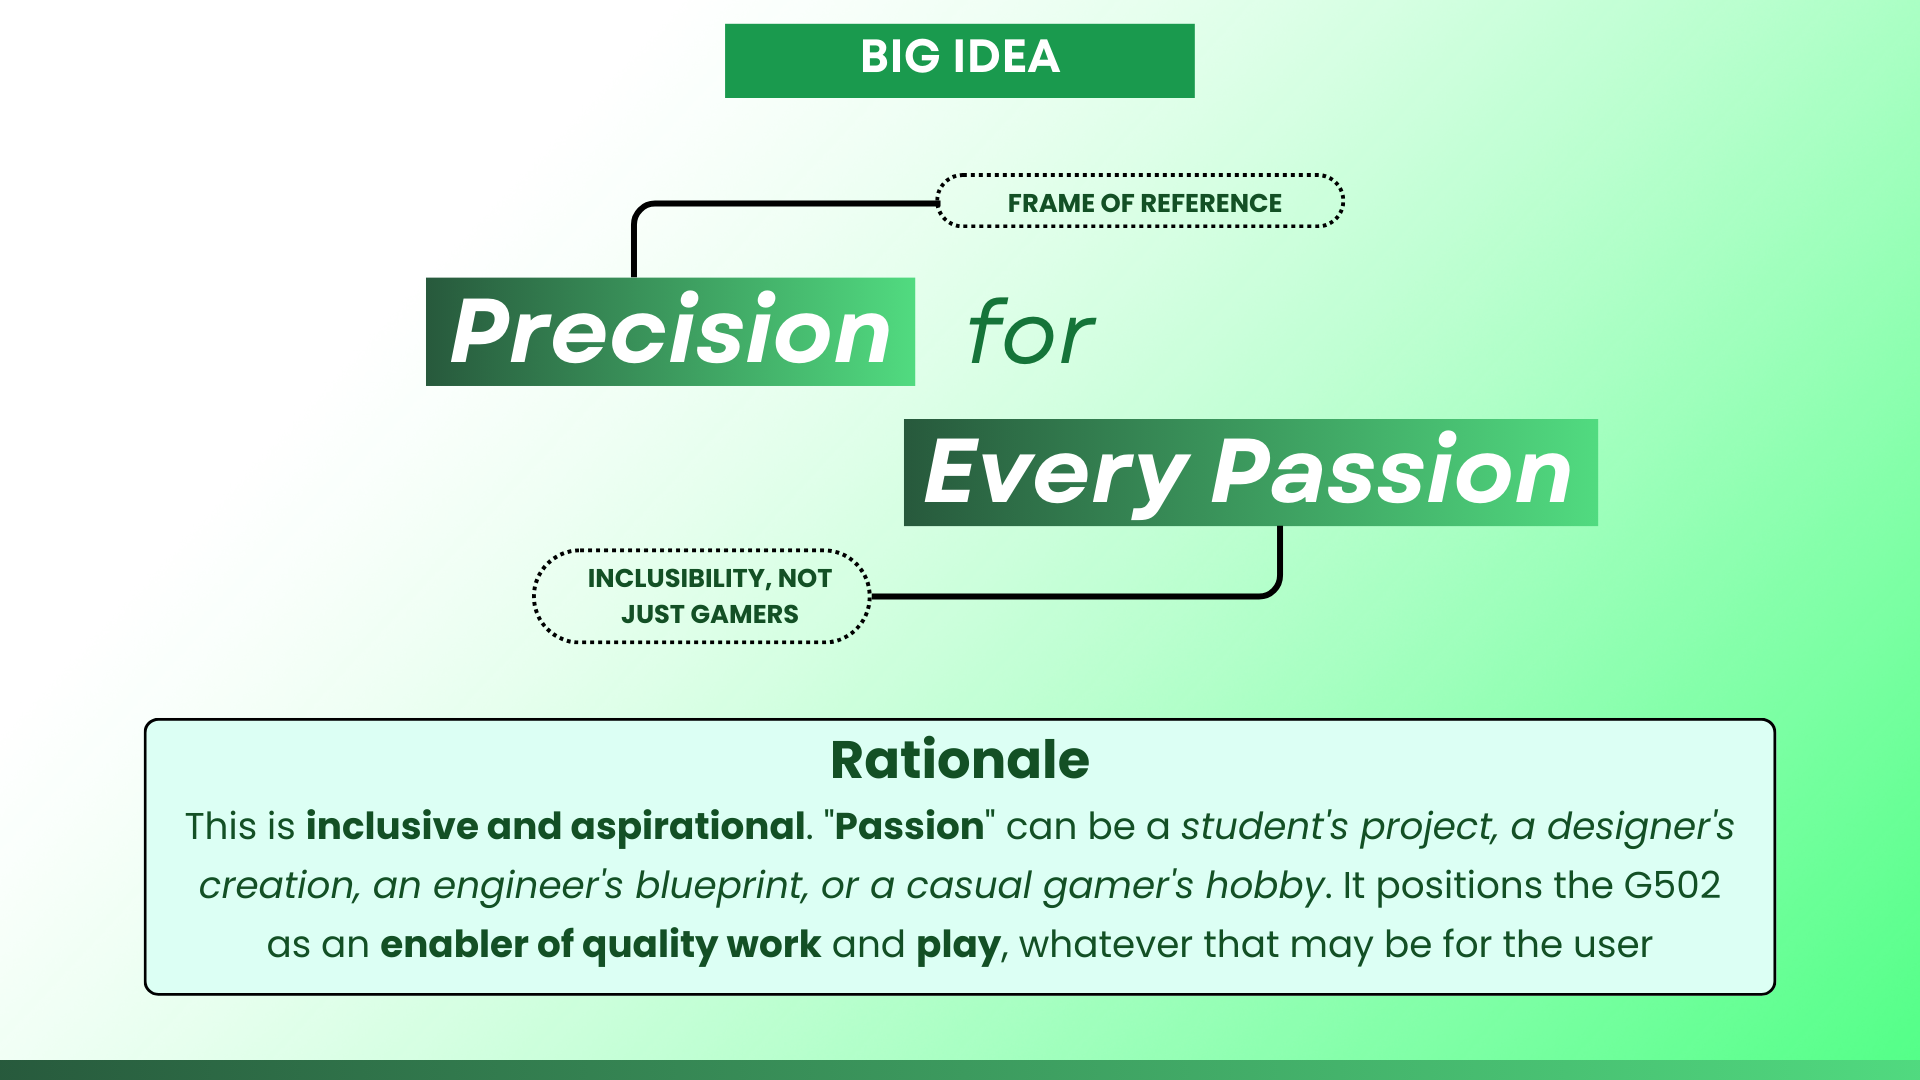 BIG IDEA
FRAME OF REFERENCE
Precision for
Every Passion
INCLUSIBILITY, NOT
JUST GAMERS
Rationale
This is inclusive and aspirational. "Passion" can be a student's project, a designer's
creation, an engineer's blueprint, or a casual gamer's hobby. It positions the G502
as an enabler of quality work and play, whatever that may be for the user